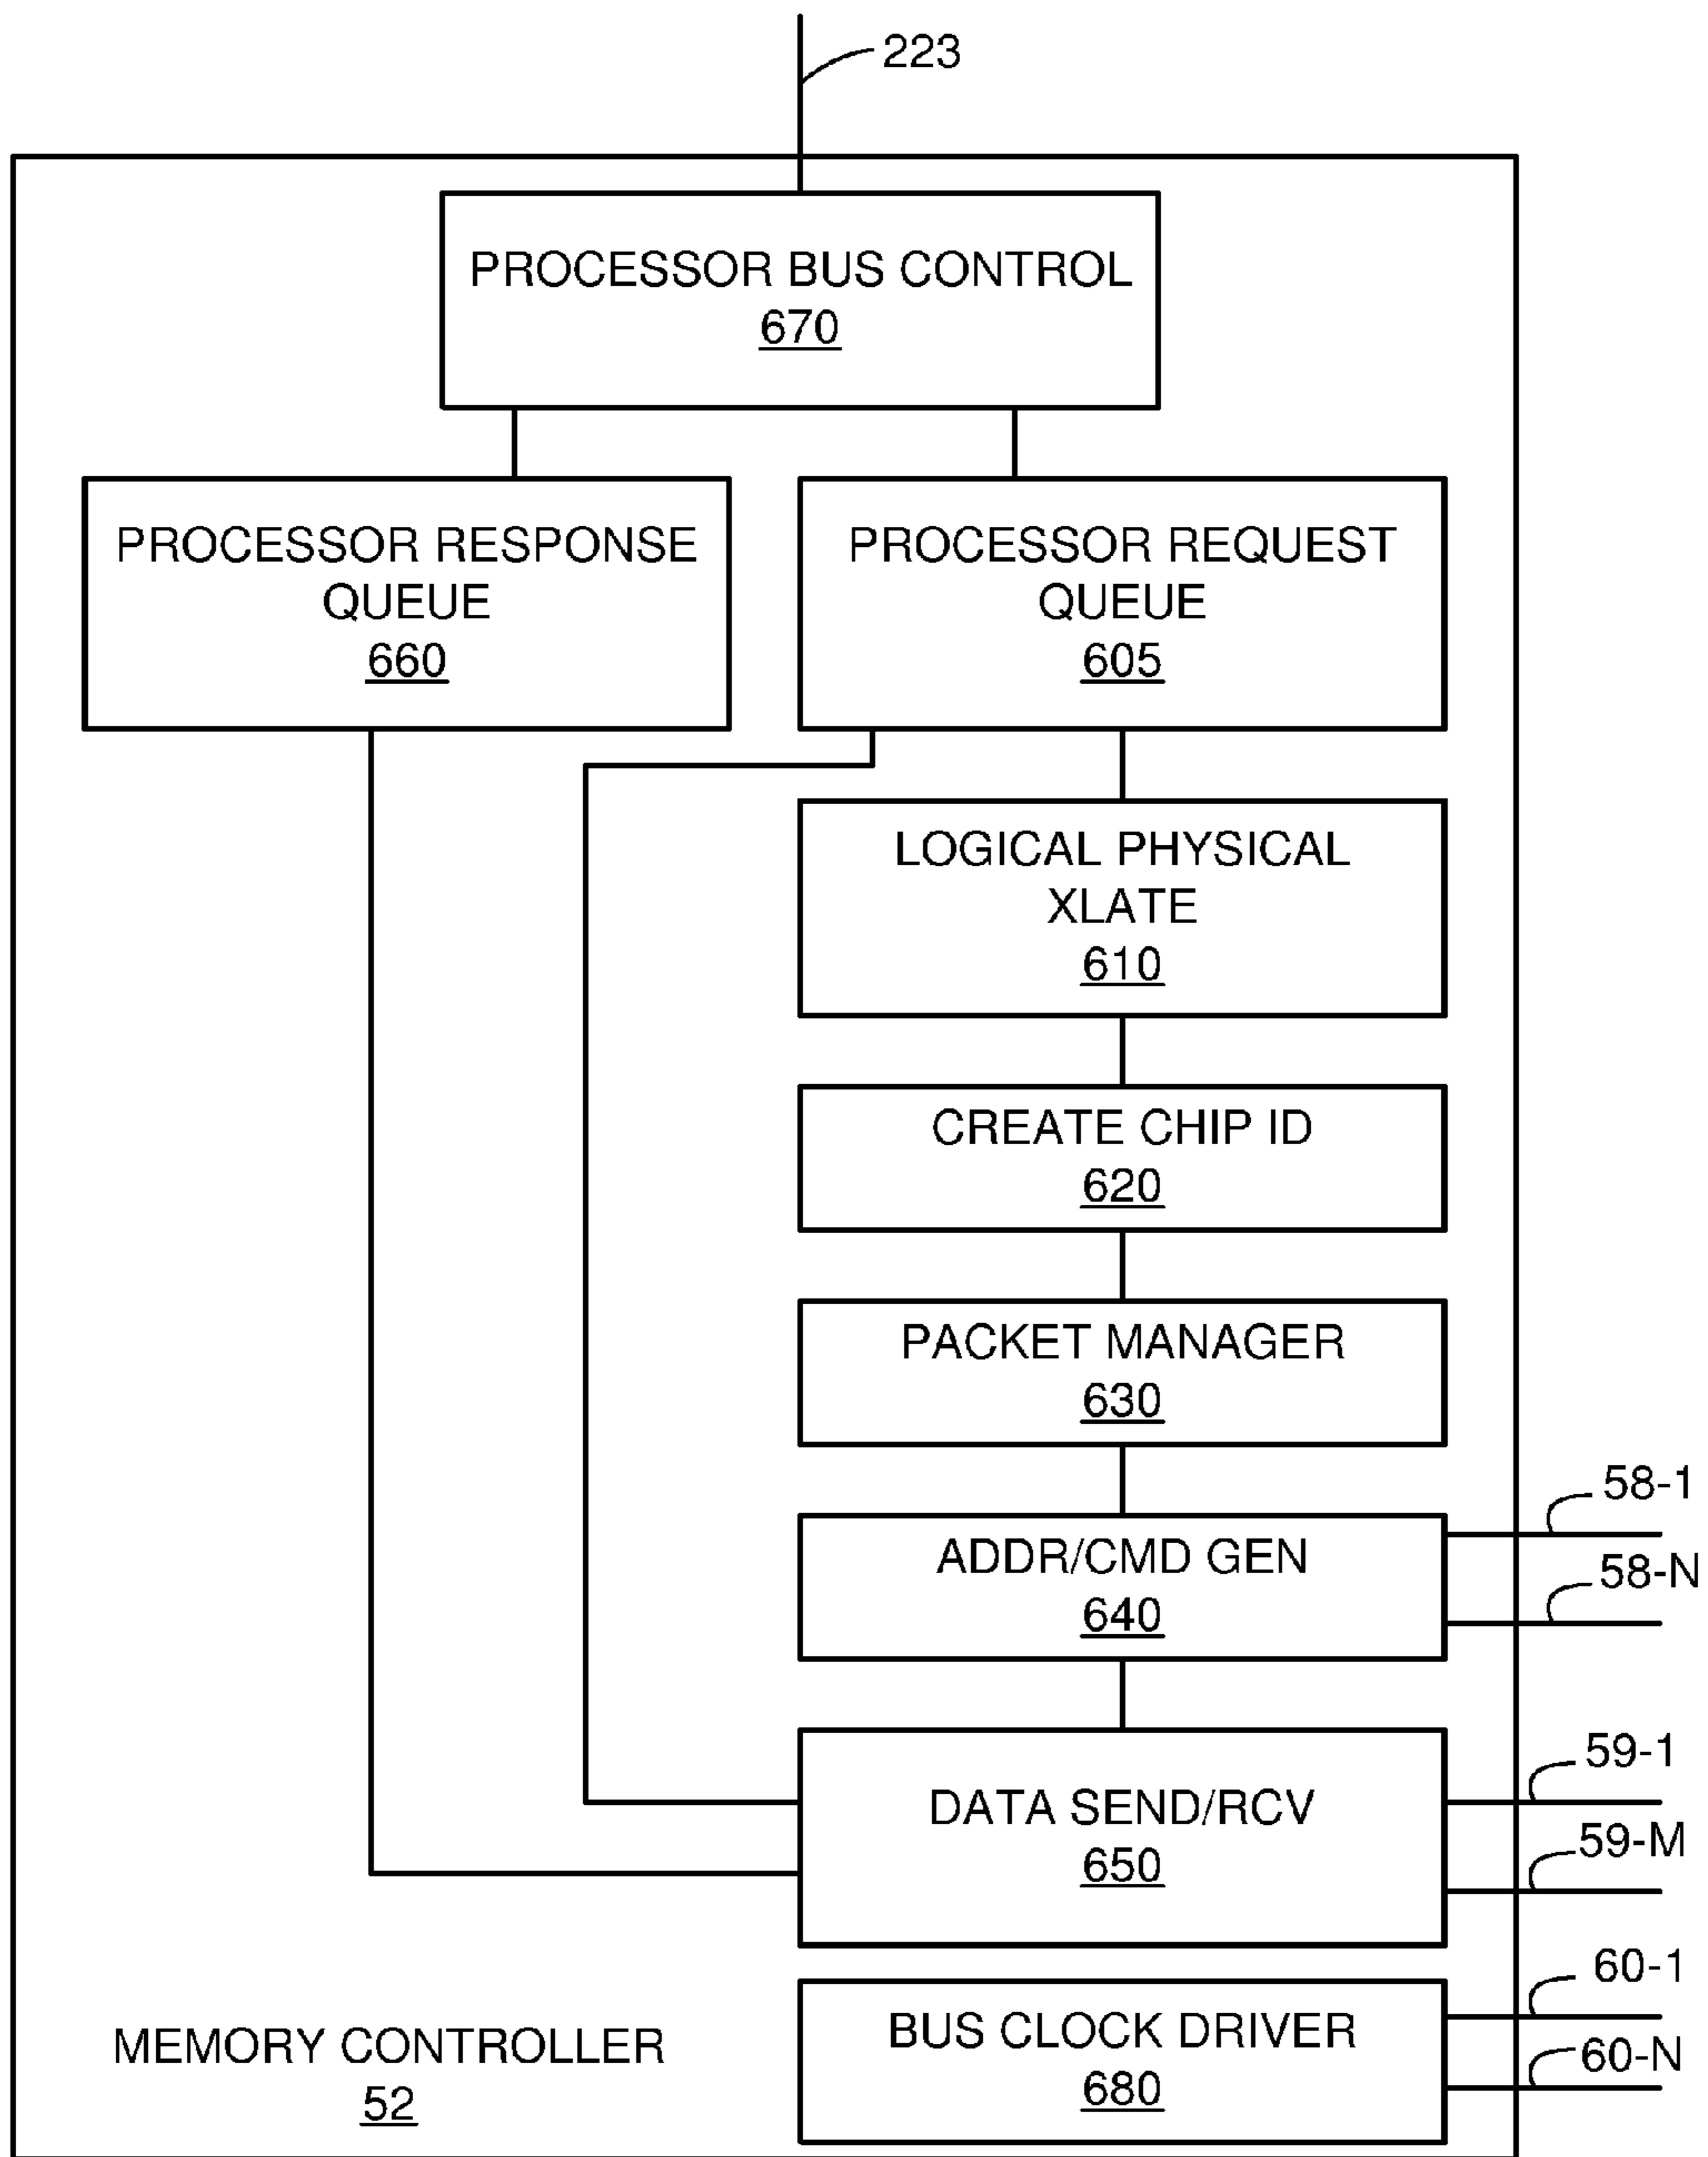 223
PROCESSOR BUS CONTROL
670
PROCESSOR RESPONSE
QUEUE
660
PROCESSOR REQUEST
QUEUE
605
LOGICAL PHYSICAL
XLATE
610
CREATE CHIP ID
620
PACKET MANAGER
630
ADDR/CMD GEN
640
58-1
58-N
DATA SEND/RCV
650
59-1
59-M
BUS CLOCK DRIVER
680
60-1
60-N
MEMORY CONTROLLER
52